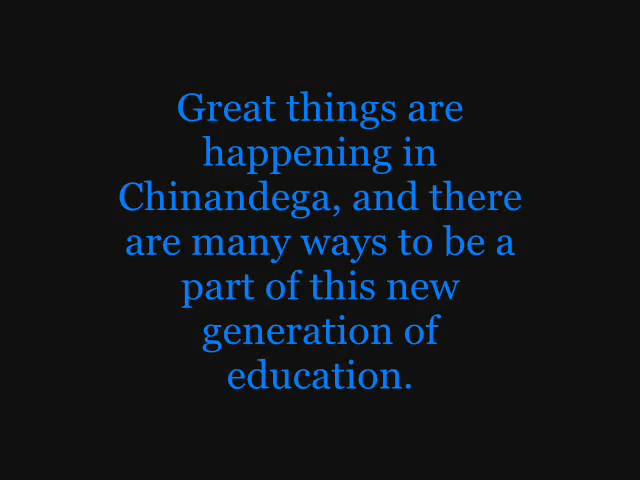 Great things are
happening in
Chinandega, and there
are many ways to be a
part of this new
generation of
education.